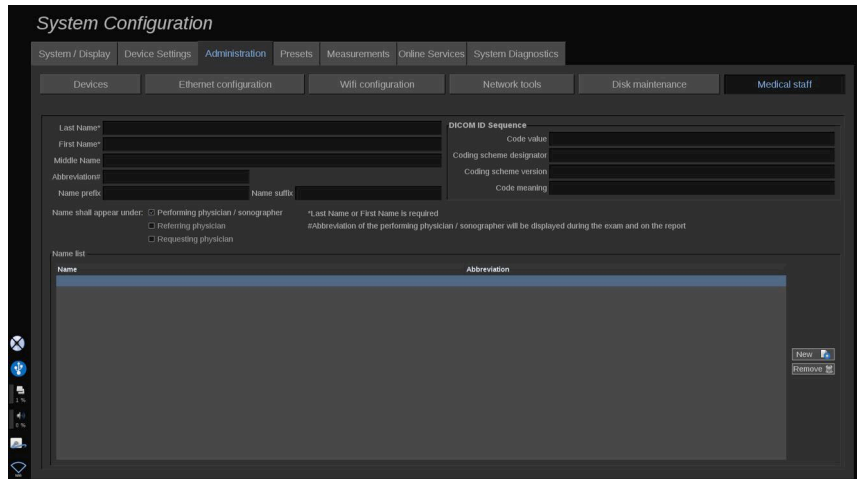 System Configuration
System / Display Device Settings Administration Presets Measurements Online Services System Diagnostics
Devices Ethernet configuration Wifi configuration Network tools Disk maintenance Medical staff
Last Name*
First Name*
Middle Name
Abbreviation#
Name prefix Name suffix
DICOM ID Sequence
Code value
Coding scheme designator
Coding scheme version
Code meaning
Name shall appear under: Performing physician / sonographer
Referring physician
Requesting physician
*Last Name or First Name is required
#Abbreviation of the performing physician / sonographer will be displayed during the exam and on the report
Name list
Name Abbreviation
New
Remove
1 %
0 %